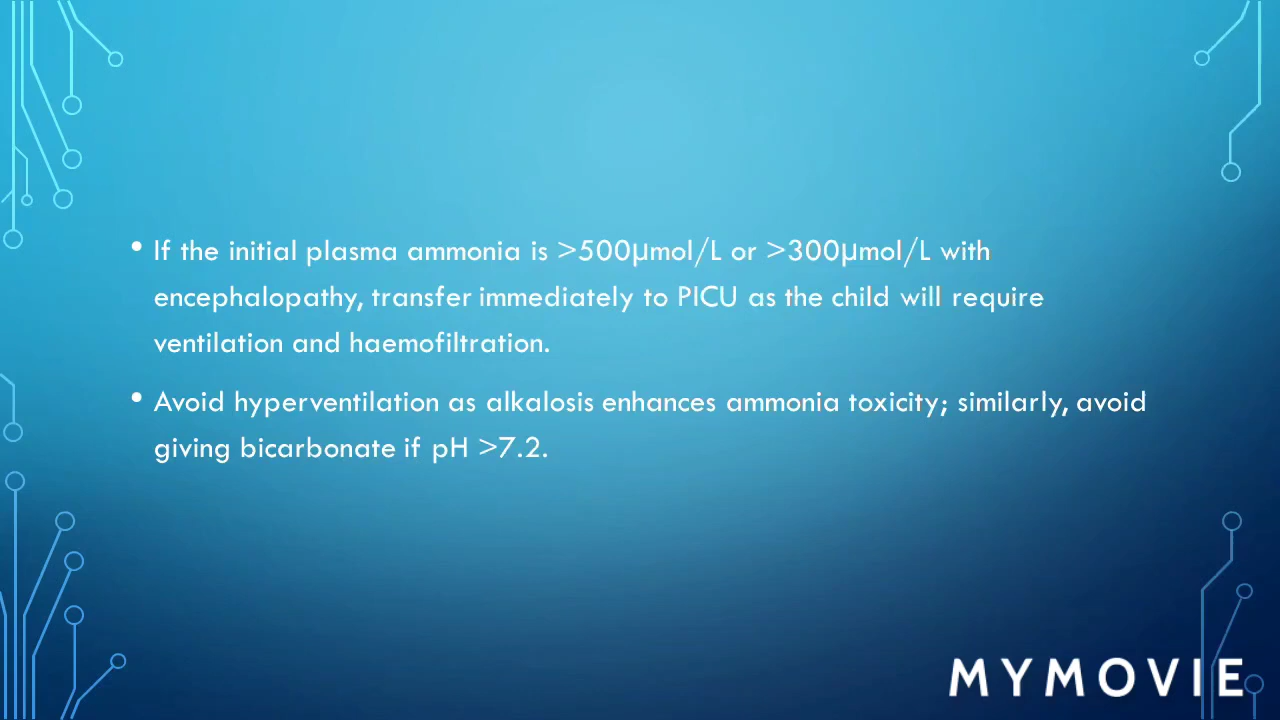 • If the initial plasma ammonia is >500µmol/L or >300µmol/L with
encephalopathy, transfer immediately to PICU as the child will require
ventilation and haemofiltration.
• Avoid hyperventilation as alkalosis enhances ammonia toxicity; similarly, avoid
giving bicarbonate if pH >7.2.
MYMOVIE